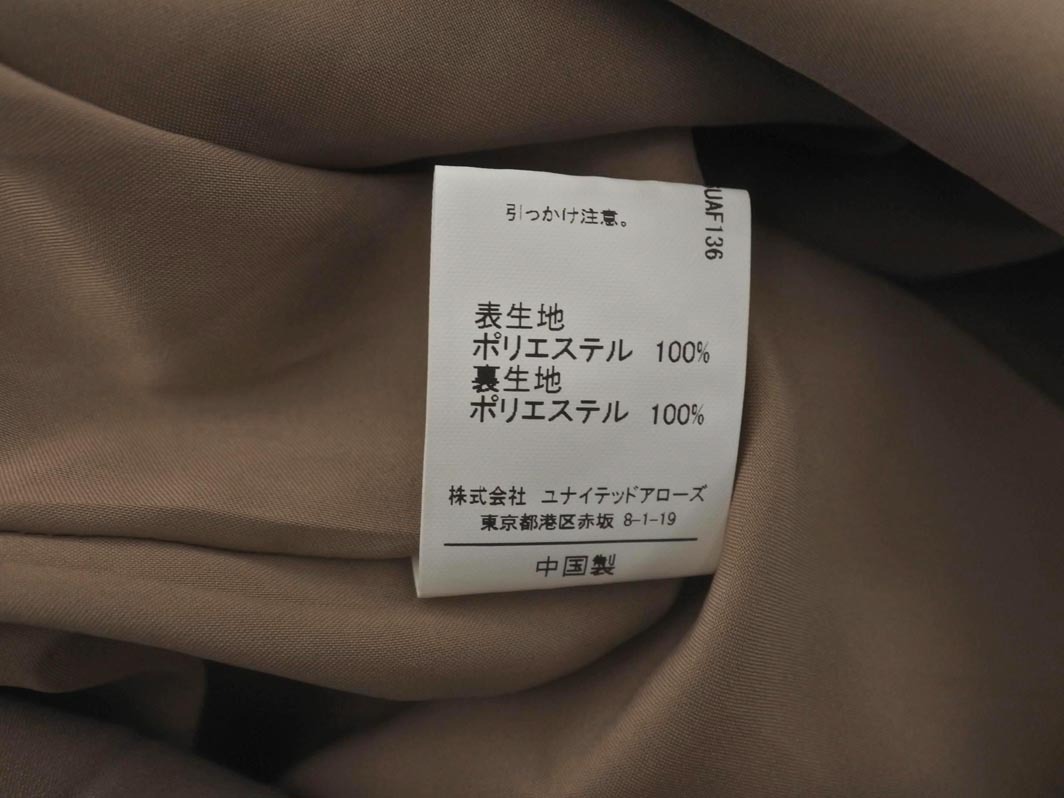 引っかけ注意。
UAF136
表生地
ポリエステル 100%
裏生地
ポリエステル 100%
株式会社 ユナイテッドアローズ
東京都港区赤坂 8-1-19
中国製